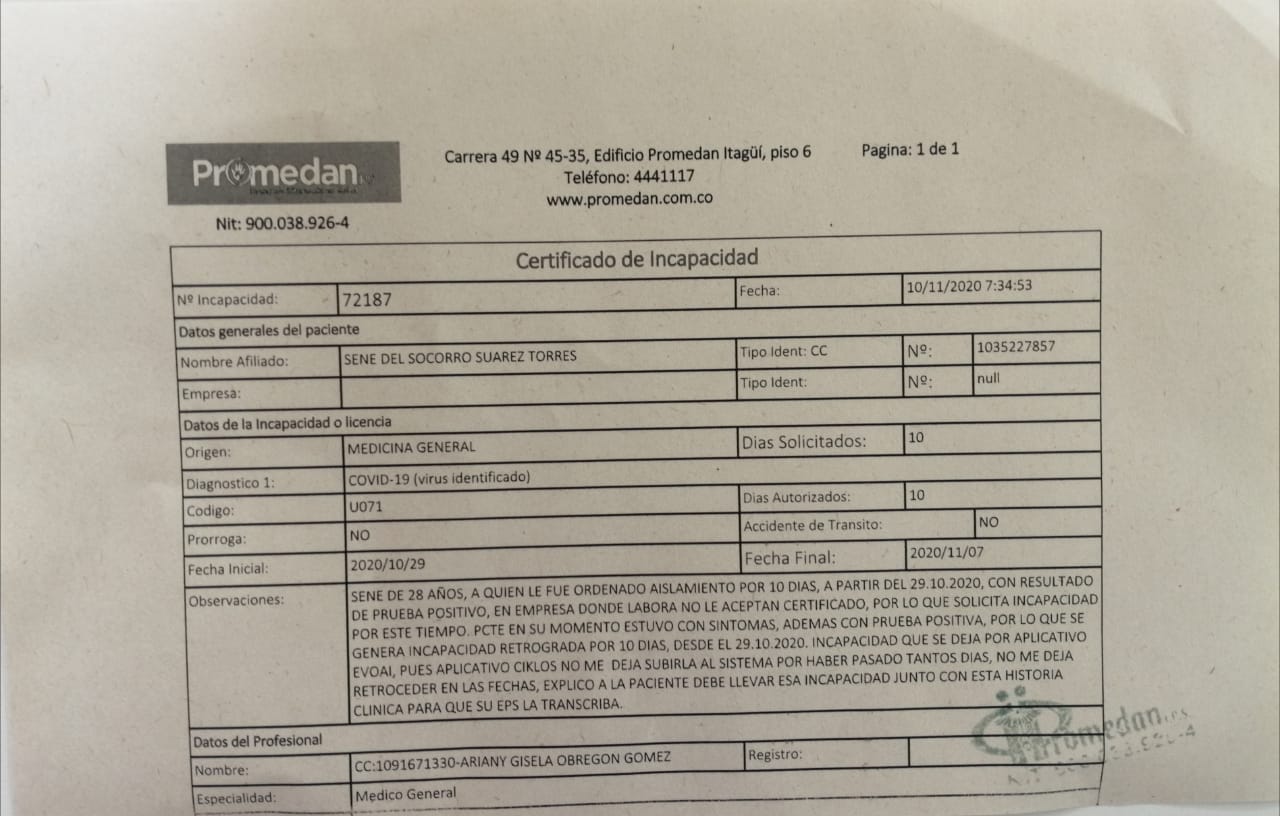 Promedan
Carrera 49 Nº 45-35, Edificio Promedan Itagüí, piso 6
Pagina: 1 de 1
Teléfono: 4441117
www.promedan.com.co
Nit: 900.038.926-4
Certificado de Incapacidad
Nº Incapacidad: 72187 Fecha: 10/11/2020 7:34:53
Datos generales del paciente
Nombre Afiliado: SENE DEL SOCORRO SUAREZ TORRES Tipo Ident: CC Nº: 1035227857
Empresa: Tipo Ident: Nº: null
Datos de la Incapacidad o licencia
Origen: MEDICINA GENERAL Dias Solicitados: 10
Diagnostico 1: COVID-19 (virus identificado)
Codigo: U071 Dias Autorizados: 10
Prorroga: NO Accidente de Transito: NO
Fecha Inicial: 2020/10/29 Fecha Final: 2020/11/07
Observaciones: SENE DE 28 AÑOS, A QUIEN LE FUE ORDENADO AISLAMIENTO POR 10 DIAS, A PARTIR DEL 29.10.2020, CON RESULTADO
DE PRUEBA POSITIVO, EN EMPRESA DONDE LABORA NO LE ACEPTAN CERTIFICADO, POR LO QUE SOLICITA INCAPACIDAD
POR ESTE TIEMPO. PCTE EN SU MOMENTO ESTUVO CON SINTOMAS, ADEMAS CON PRUEBA POSITIVA, POR LO QUE SE
GENERA INCAPACIDAD RETROGRADA POR 10 DIAS, DESDE EL 29.10.2020. INCAPACIDAD QUE SE DEJA POR APLICATIVO
EVOAI, PUES APLICATIVO CIKLOS NO ME DEJA SUBIRLA AL SISTEMA POR HABER PASADO TANTOS DIAS, NO ME DEJA
RETROCEDER EN LAS FECHAS, EXPLICO A LA PACIENTE DEBE LLEVAR ESA INCAPACIDAD JUNTO CON ESTA HISTORIA
CLINICA PARA QUE SU EPS LA TRANSCRIBA.
Promedan
Datos del Profesional
Nombre: CC:1091671330-ARIANY GISELA OBREGON GOMEZ Registro:
Especialidad: Medico General